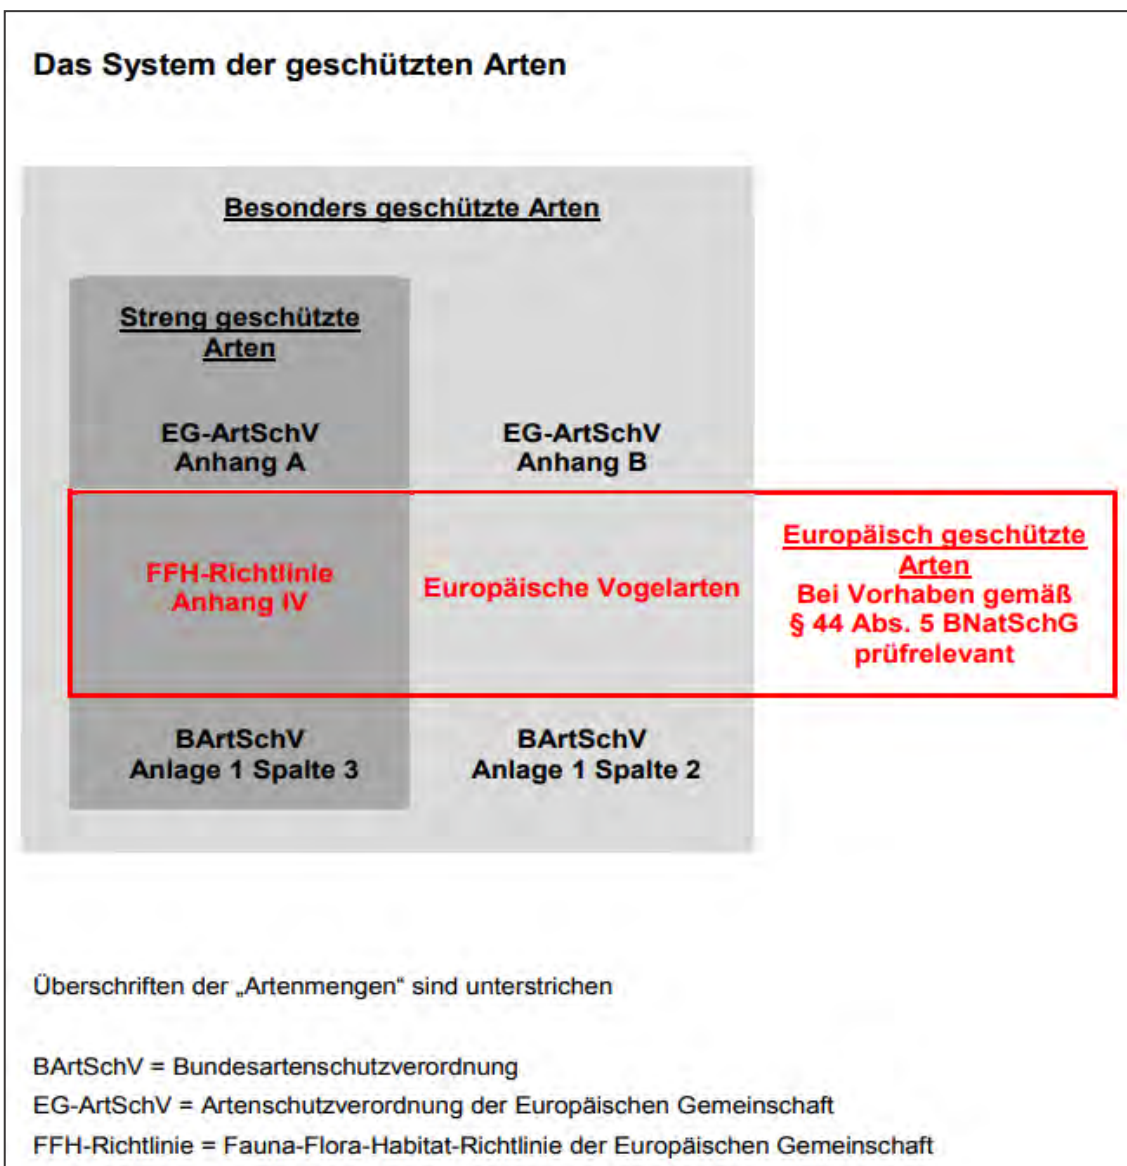 Das System der geschützten Arten
Besonders geschützte Arten
Streng geschützte
Arten
EG-ArtSchV
Anhang A
EG-ArtSchV
Anhang B
FFH-Richtlinie
Anhang IV
Europäische Vogelarten
Europäisch geschützte
Arten
Bei Vorhaben gemäß
§ 44 Abs. 5 BNatSchG
prüfrelevant
BArtSchV
Anlage 1 Spalte 3
BArtSchV
Anlage 1 Spalte 2
Überschriften der „Artenmengen“ sind unterstrichen
BArtSchV = Bundesartenschutzverordnung
EG-ArtSchV = Artenschutzverordnung der Europäischen Gemeinschaft
FFH-Richtlinie = Fauna-Flora-Habitat-Richtlinie der Europäischen Gemeinschaft